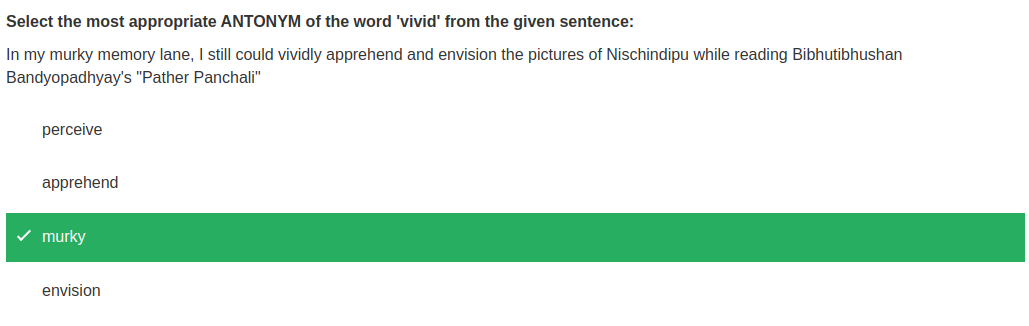 Select the most appropriate ANTONYM of the word 'vivid' from the given sentence:
In my murky memory lane, I still could vividly apprehend and envision the pictures of Nischindipu while reading Bibhutibhushan
Bandyopadhyay's "Pather Panchali"
perceive
apprehend
murky
envision